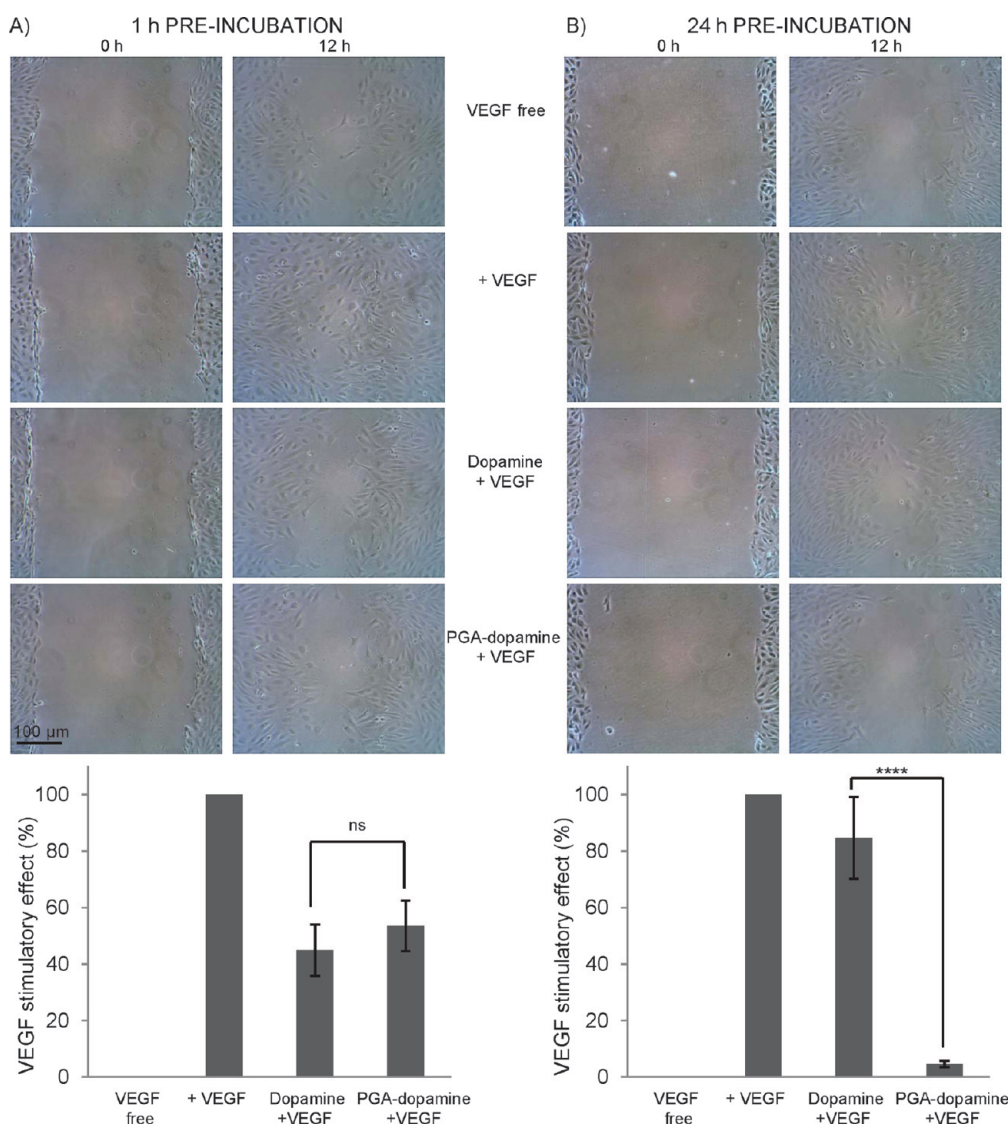 A) 1 h PRE-INCUBATION
0 h 12 h
B) 24 h PRE-INCUBATION
0 h 12 h
VEGF free
+ VEGF
Dopamine
+ VEGF
PGA-dopamine
+ VEGF
100 µm
VEGF stimulatory effect (%)
100
80
60
40
20
0
ns
VEGF
free
+ VEGF
Dopamine
+VEGF
PGA-dopamine
+VEGF
VEGF stimulatory effect (%)
100
80
60
40
20
0
****
VEGF
free
+ VEGF
Dopamine
+VEGF
PGA-dopamine
+VEGF